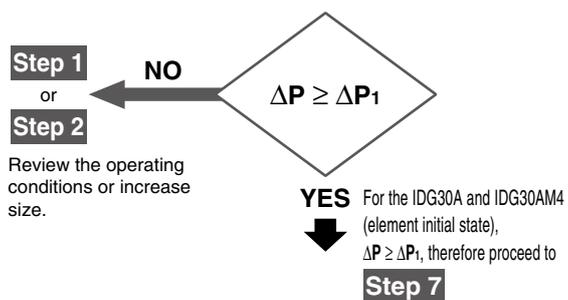 Step 1
or
Step 2
NO
ΔP ≥ ΔP1
Review the operating
conditions or increase
size.
YES
For the IDG30A and IDG30AM4
(element initial state),
ΔP ≥ ΔP1, therefore proceed to
Step 7